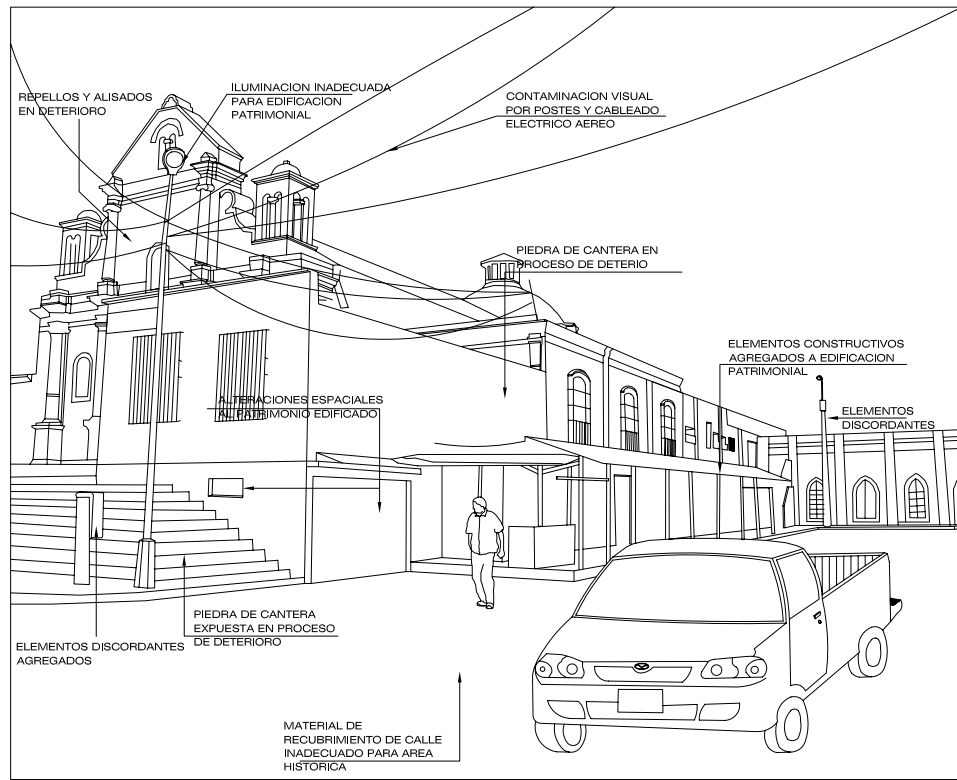 REPELLOS Y ALISADOS
EN DETERIORO
ILUMINACION INADECUADA
PARA EDIFICACION
PATRIMONIAL
CONTAMINACION VISUAL
POR POSTES Y CABLEADO
ELECTRICO AEREO
PIEDRA DE CANTERA EN
PROCESO DE DETERIO
ELEMENTOS CONSTRUCTIVOS
AGREGADOS A EDIFICACION
PATRIMONIAL
ALTERACIONES ESPACIALES
AL PATRIMONIO EDIFICADO
ELEMENTOS
DISCORDANTES
PIEDRA DE CANTERA
EXPUESTA EN PROCESO
DE DETERIORO
ELEMENTOS DISCORDANTES
AGREGADOS
MATERIAL DE
RECUBRIMIENTO DE CALLE
INADECUADO PARA AREA
HISTORICA